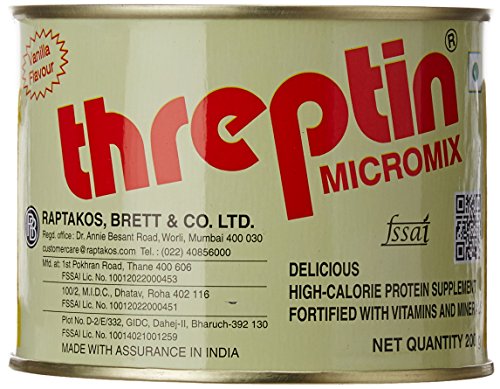 Vanilla
Flavour
threptin®
MICROMIX
RAPTAKOS, BRETT & CO. LTD.
Regd. office : Dr. Annie Besant Road, Worli, Mumbai 400 030
customercare@raptakos.com ; (022) 40856000
Mfd. at: 1st Pokhran Road, Thane 400 606
FSSAI Lic. No. 10012022000453
100/2, M.I.D.C., Dhatav, Roha 402 116
FSSAI Lic. No. 10012022000451
Plot No. D-2/E/332, GIDC, Dahej-II, Bharuch-392 130
FSSAI Lic. No. 10014021001259
MADE WITH ASSURANCE IN INDIA
fssai
DELICIOUS
HIGH-CALORIE PROTEIN SUPPLEMENT
FORTIFIED WITH VITAMINS AND
NET QUANTITY